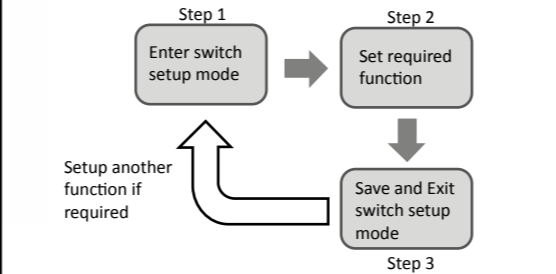 Step 1
Enter switch
setup mode
Step 2
Set required
function
Save and Exit
switch setup
mode
Step 3
Setup another
function if
required